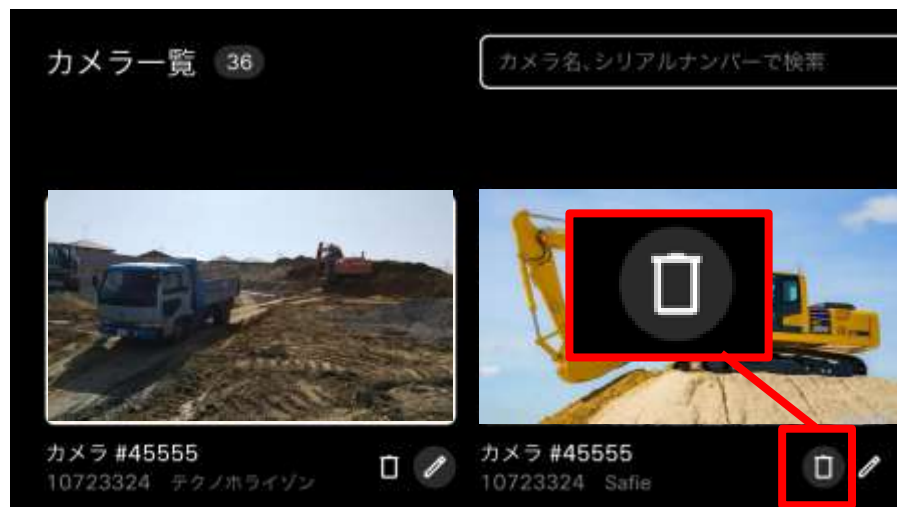 カメラ一覧 36
カメラ名、シリアルナンバーで検索
カメラ #45555
10723324 テクノホライゾン
カメラ #45555
10723324 Safie